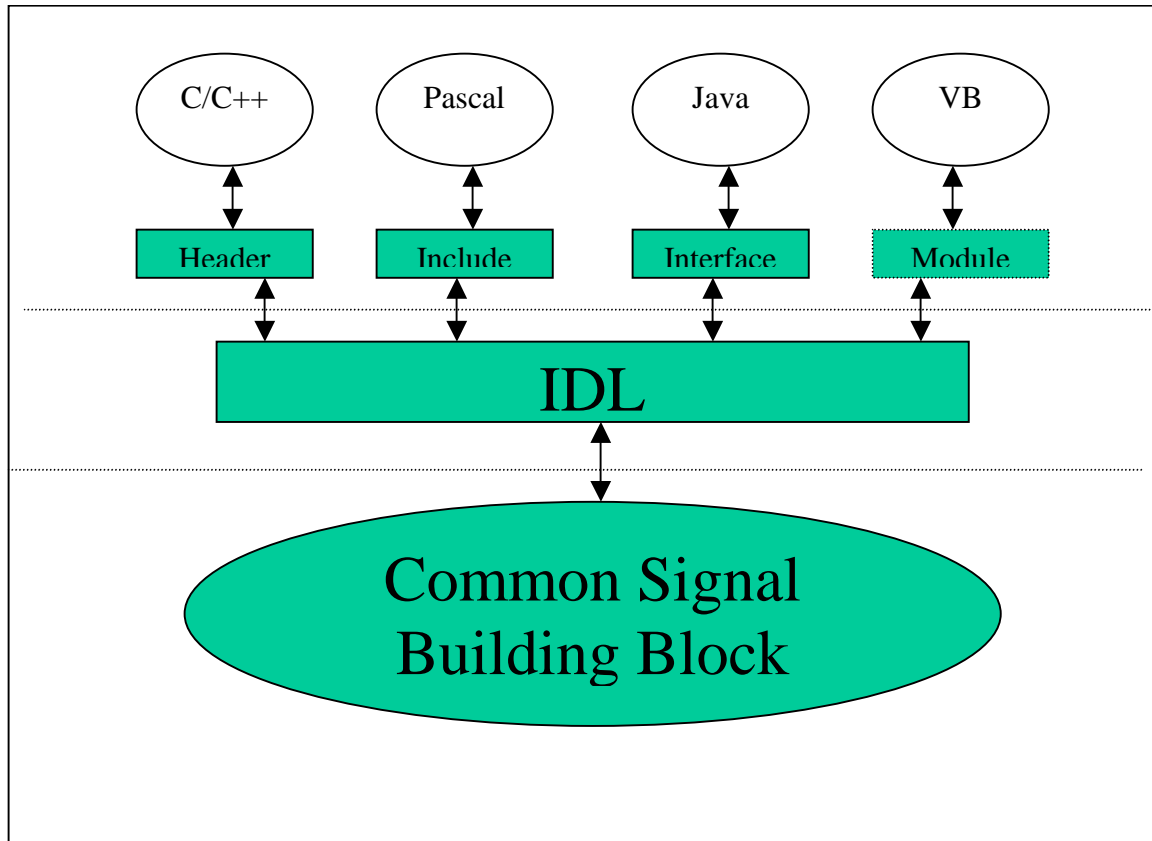 C/C++
Pascal
Java
VB
Header
Include
Interface
Module
IDL
Common Signal
Building Block